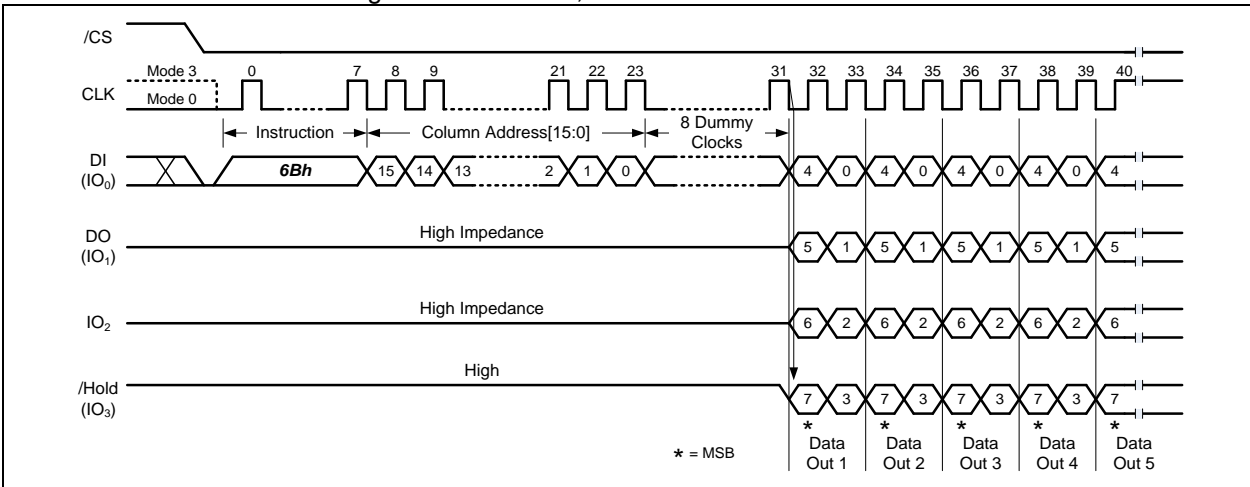 /CS
Mode 3 0 7 8 9 21 22 23 31 32 33 34 35 36 37 38 39 40
CLK
Mode 0
Instruction Column Address[15:0] 8 Dummy
Clocks
DI
(IO₀)
6Bh 15 14 13 2 1 0 4 0 4 0 4 0 4 0 4
DO
(IO₁)
High Impedance
5 1 5 1 5 1 5 1 5
IO₂
High Impedance
6 2 6 2 6 2 6 2 6
/Hold
(IO₃)
High
7 3 7 3 7 3 7 3 7
* * * * *
* = MSB
Data
Out 1
Data
Out 2
Data
Out 3
Data
Out 4
Data
Out 5